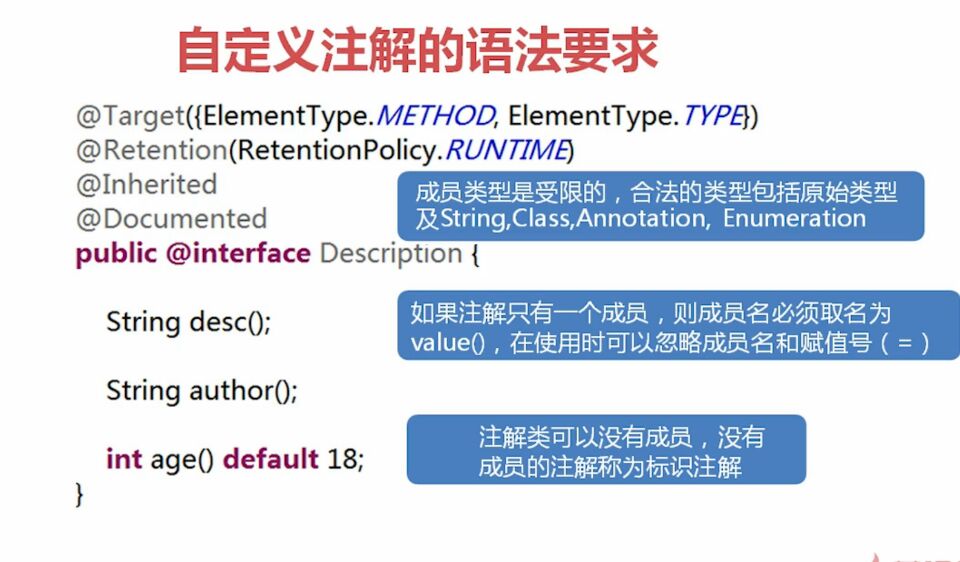 自定义注解的语法要求
@Target({ElementType.METHOD, ElementType.TYPE})
@Retention(RetentionPolicy.RUNTIME)
@Inherited
成员类型是受限的，合法的类型包括原始类型
及String,Class,Annotation, Enumeration
@Documented
public @interface Description {
String desc();
如果注解只有一个成员，则成员名必须取名为
value()，在使用时可以忽略成员名和赋值号（=）
String author();
注解类可以没有成员，没有
成员的注解称为标识注解
int age() default 18;
}